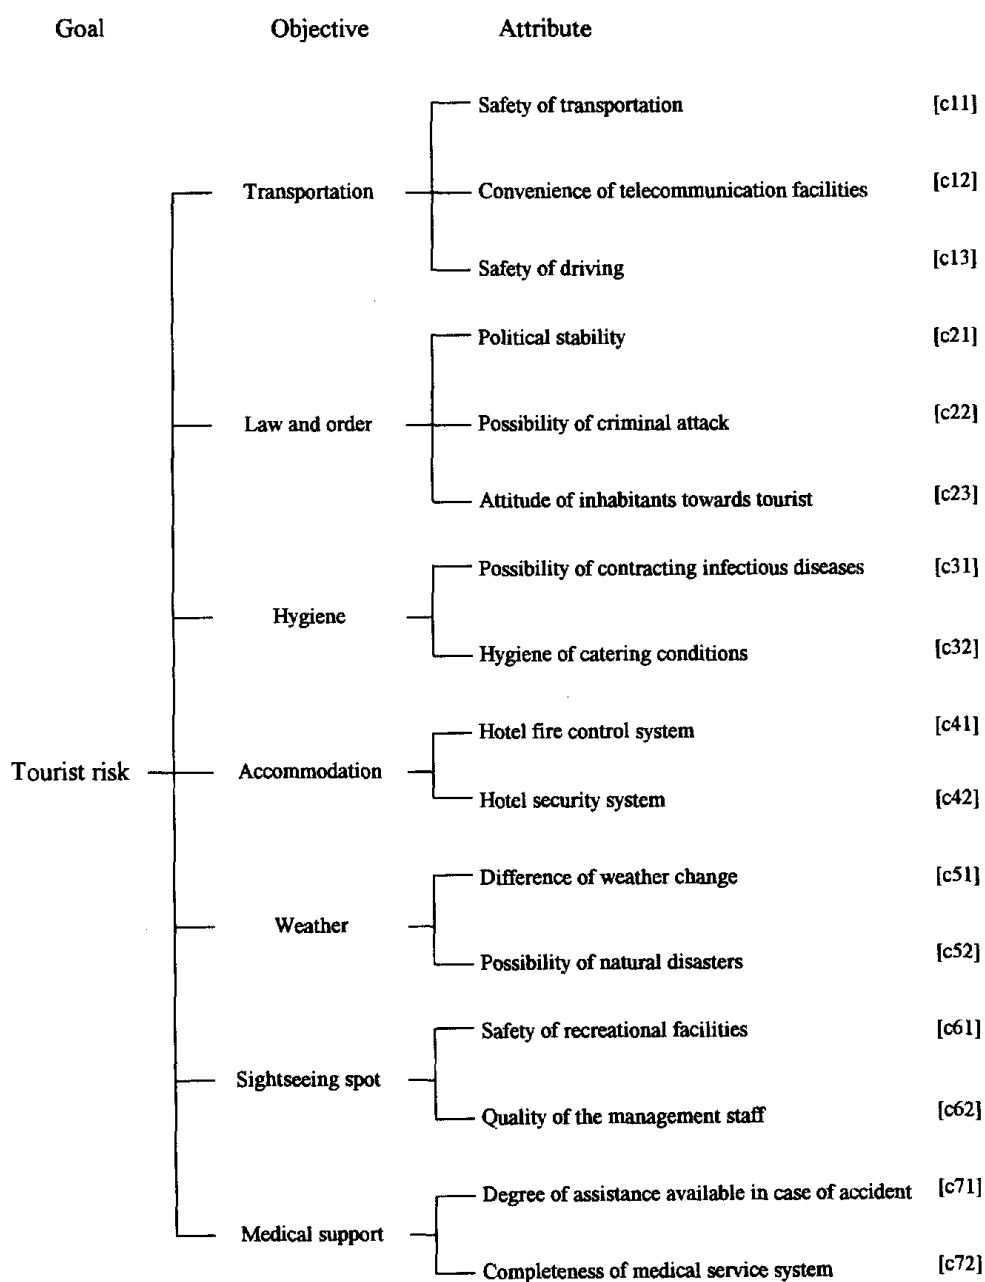 Goal Objective Attribute
Safety of transportation [c11]
Transportation Convenience of telecommunication facilities [c12]
Safety of driving [c13]
Political stability [c21]
Law and order Possibility of criminal attack [c22]
Attitude of inhabitants towards tourist [c23]
Possibility of contracting infectious diseases [c31]
Hygiene
Hygiene of catering conditions [c32]
Hotel fire control system [c41]
Tourist risk Accommodation
Hotel security system [c42]
Difference of weather change [c51]
Weather
Possibility of natural disasters [c52]
Safety of recreational facilities [c61]
Sightseeing spot
Quality of the management staff [c62]
Degree of assistance available in case of accident [c71]
Medical support
Completeness of medical service system [c72]